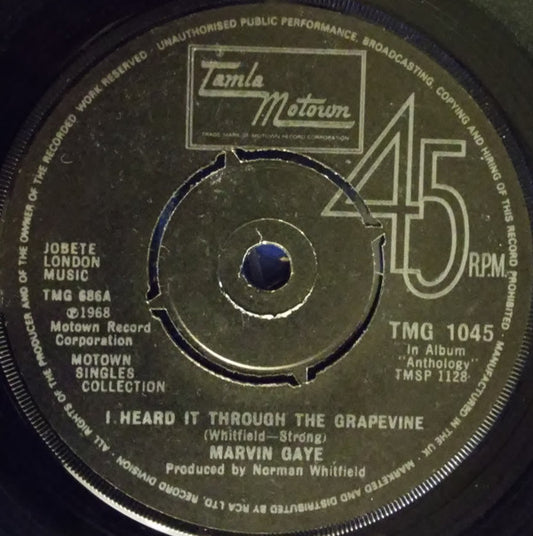 ALL RIGHTS OF THE PRODUCER AND OF THE OWNER OF THE RECORDED WORK RESERVED. UNAUTHORISED PUBLIC PERFORMANCE, BROADCASTING, COPYING AND HIRING OF THIS RECORD PROHIBITED. MANUFACTURED IN THE UK. MARKETED AND DISTRIBUTED BY RCA LTD, RECORD DIVISION.
Tamla
Motown
TRADE MARK OF MOTOWN RECORD CORPORATION
45
R.P.M.
JOBETE
LONDON
MUSIC
TMG 686A
℗1968
Motown Record
Corporation
MOTOWN
SINGLES
COLLECTION
TMG 1045
In Album
"Anthology"
TMSP 1128
I HEARD IT THROUGH THE GRAPEVINE
(Whitfield—Strong)
MARVIN GAYE
Produced by Norman Whitfield